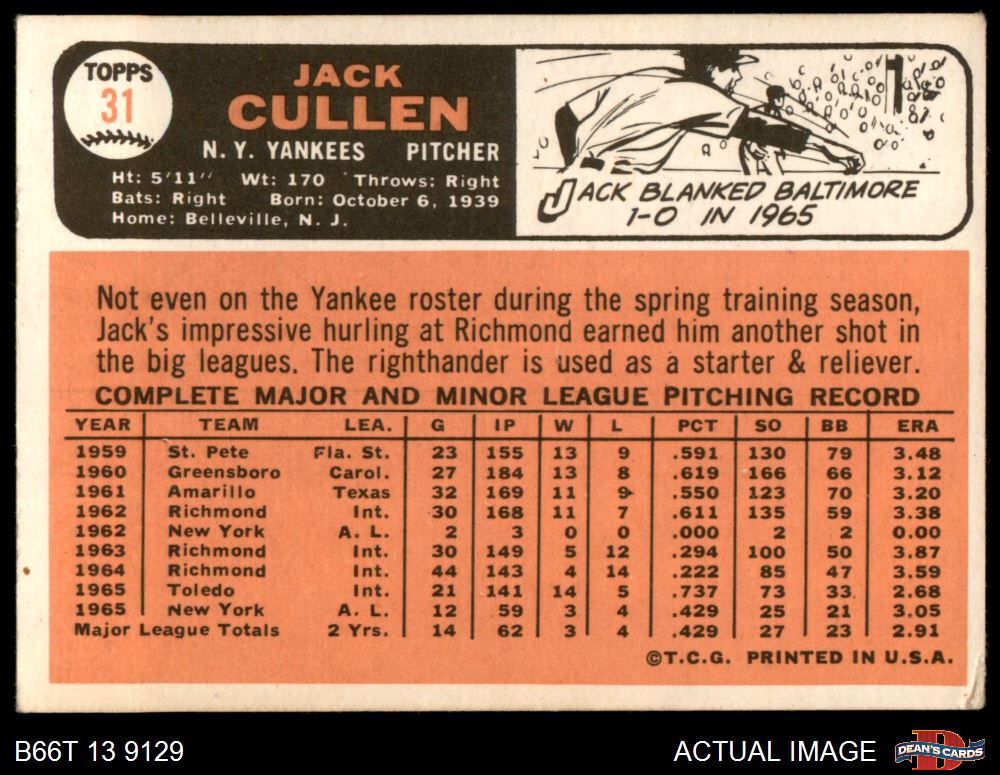 TOPPS
31
JACK
CULLEN
N. Y. YANKEES PITCHER
Ht: 5'11" Wt: 170 Throws: Right
Bats: Right Born: October 6, 1939
Home: Belleville, N. J.
JACK BLANKED BALTIMORE
1-0 IN 1965
Not even on the Yankee roster during the spring training season,
Jack's impressive hurling at Richmond earned him another shot in
the big leagues. The righthander is used as a starter & reliever.
COMPLETE MAJOR AND MINOR LEAGUE PITCHING RECORD
YEAR TEAM LEA. G IP W L PCT SO BB ERA
1959 St. Pete Fla. St. 23 155 13 9 .591 130 79 3.48
1960 Greensboro Carol. 27 184 13 8 .619 166 66 3.12
1961 Amarillo Texas 32 169 11 9 .550 123 70 3.20
1962 Richmond Int. 30 168 11 7 .611 135 59 3.38
1962 New York A. L. 2 3 0 0 .000 2 2 0.00
1963 Richmond Int. 30 149 5 12 .294 100 50 3.87
1964 Richmond Int. 44 143 4 14 .222 85 47 3.59
1965 Toledo Int. 21 141 14 5 .737 73 33 2.68
1965 New York A. L. 12 59 3 4 .429 25 21 3.05
Major League Totals 2 Yrs. 14 62 3 4 .429 27 23 2.91
©T.C.G. PRINTED IN U.S.A.
B66T 13 9129 ACTUAL IMAGE DEAN'S CARDS